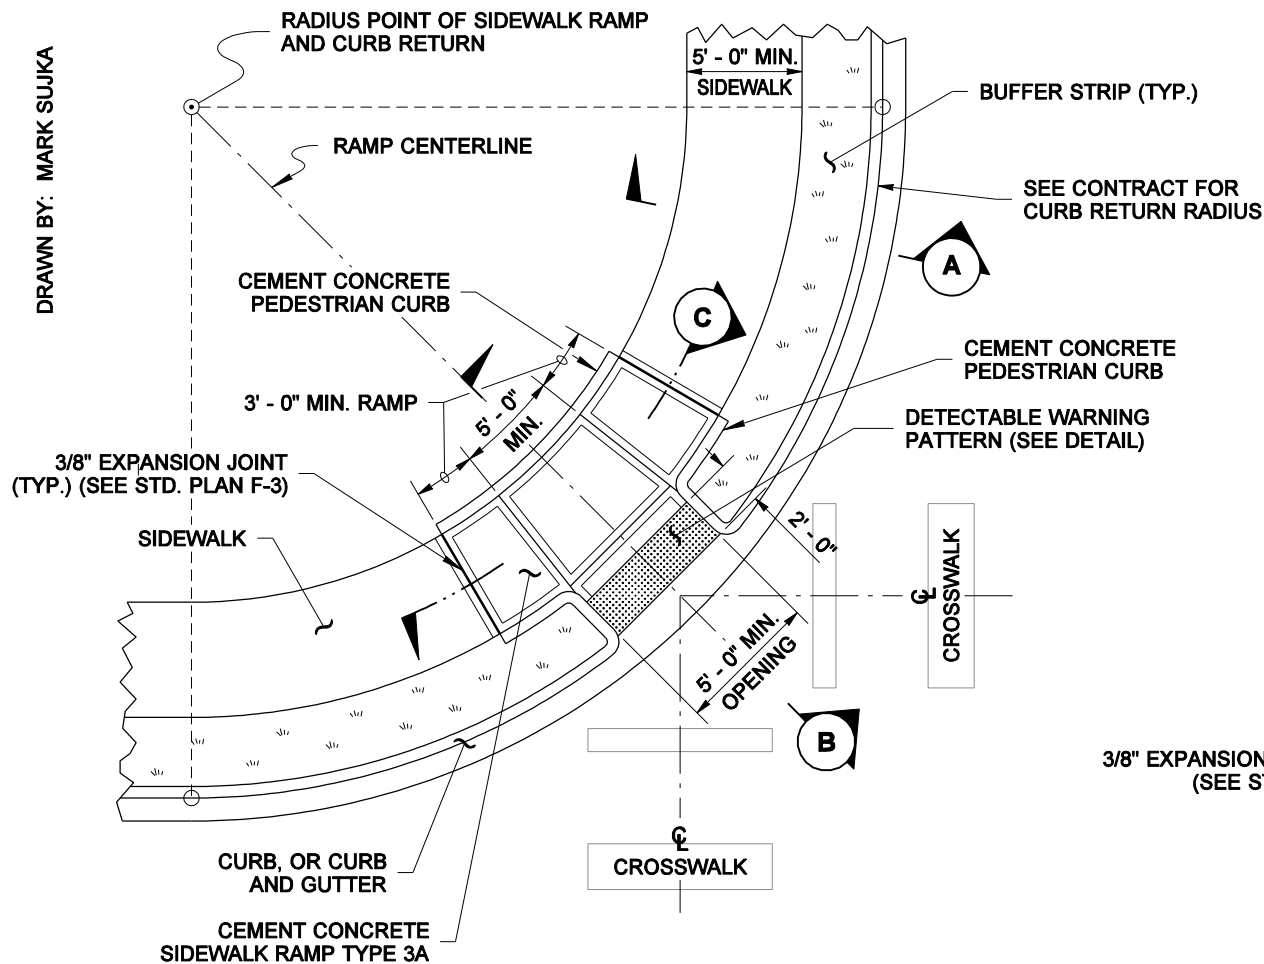 DRAWN BY: MARK SUJKA
RADIUS POINT OF SIDEWALK RAMP
AND CURB RETURN
5' - 0" MIN.
SIDEWALK
BUFFER STRIP (TYP.)
RAMP CENTERLINE
SEE CONTRACT FOR
CURB RETURN RADIUS
A
CEMENT CONCRETE
PEDESTRIAN CURB
C
CEMENT CONCRETE
PEDESTRIAN CURB
3' - 0" MIN. RAMP
5' - 0"
MIN.
DETECTABLE WARNING
PATTERN (SEE DETAIL)
3/8" EXPANSION JOINT
(TYP.) (SEE STD. PLAN F-3)
2' - 0"
SIDEWALK
CL
CROSSWALK
5' - 0" MIN.
OPENING
B
3/8" EXPANSION
(SEE S
CL
CROSSWALK
CURB, OR CURB
AND GUTTER
CEMENT CONCRETE
SIDEWALK RAMP TYPE 3A